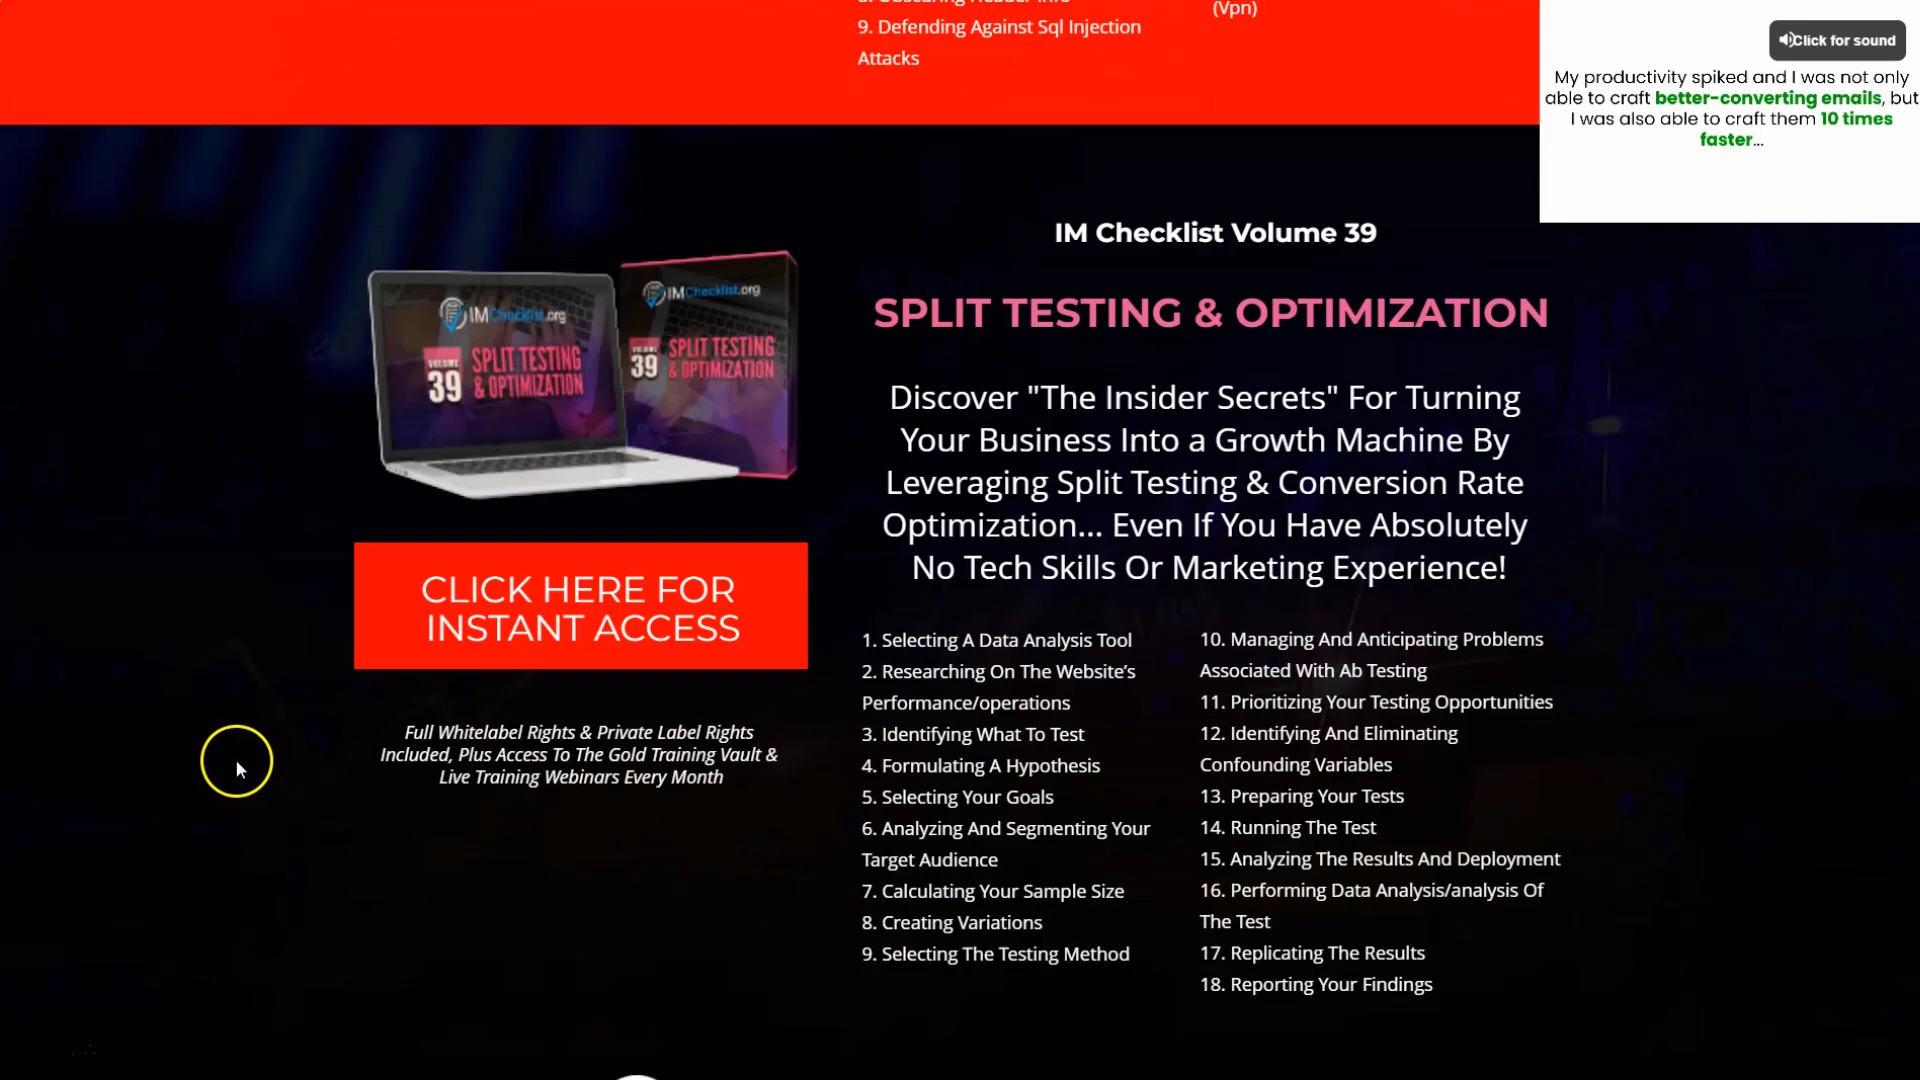 (Vpn)
9. Defending Against Sql Injection
Attacks
Click for sound
My productivity spiked and I was not only
able to craft better-converting emails, but
I was also able to craft them 10 times
faster...
IM Checklist Volume 39
SPLIT TESTING & OPTIMIZATION
IMChecklist.org
VOLUME
39
SPLIT TESTING
& OPTIMIZATION
IMChecklist.org
VOLUME
39
SPLIT TESTING
& OPTIMIZATION
Discover "The Insider Secrets" For Turning
Your Business Into a Growth Machine By
Leveraging Split Testing & Conversion Rate
Optimization... Even If You Have Absolutely
No Tech Skills Or Marketing Experience!
CLICK HERE FOR
INSTANT ACCESS
Full Whitelabel Rights & Private Label Rights
Included, Plus Access To The Gold Training Vault &
Live Training Webinars Every Month
1. Selecting A Data Analysis Tool
2. Researching On The Website’s
Performance/operations
3. Identifying What To Test
4. Formulating A Hypothesis
5. Selecting Your Goals
6. Analyzing And Segmenting Your
Target Audience
7. Calculating Your Sample Size
8. Creating Variations
9. Selecting The Testing Method
10. Managing And Anticipating Problems
Associated With Ab Testing
11. Prioritizing Your Testing Opportunities
12. Identifying And Eliminating
Confounding Variables
13. Preparing Your Tests
14. Running The Test
15. Analyzing The Results And Deployment
16. Performing Data Analysis/analysis Of
The Test
17. Replicating The Results
18. Reporting Your Findings